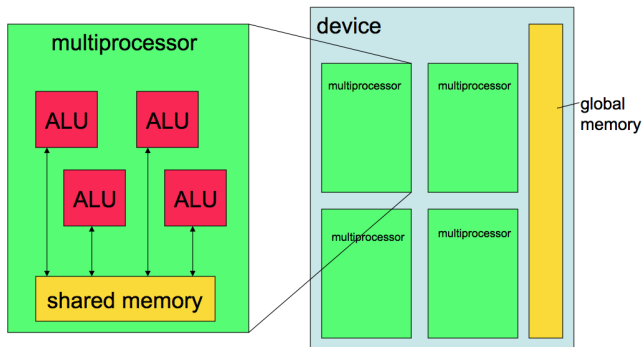 multiprocessor
ALU
ALU
ALU
ALU
shared memory
device
multiprocessor
multiprocessor
multiprocessor
multiprocessor
global
memory